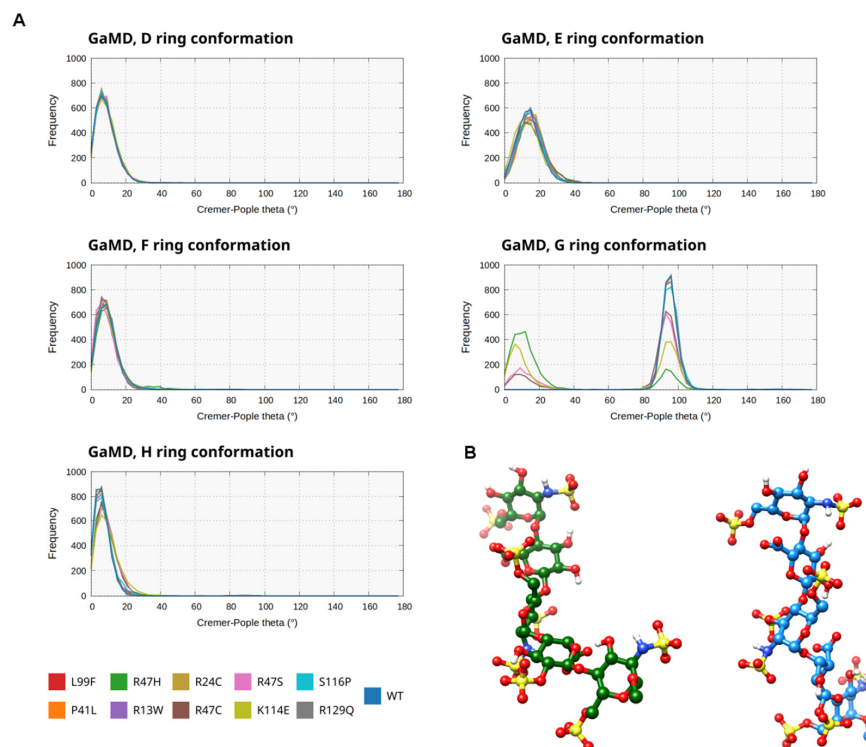 A
GaMD, D ring conformation
1000
800
600
400
200
0
Frequency
0 20 40 60 80 100 120 140 160 180
Cremer-Pople theta (°)
GaMD, E ring conformation
1000
800
600
400
200
0
Frequency
0 20 40 60 80 100 120 140 160 180
Cremer-Pople theta (°)
GaMD, F ring conformation
1000
800
600
400
200
0
Frequency
0 20 40 60 80 100 120 140 160 180
Cremer-Pople theta (°)
GaMD, G ring conformation
1000
800
600
400
200
0
Frequency
0 20 40 60 80 100 120 140 160 180
Cremer-Pople theta (°)
GaMD, H ring conformation
1000
800
600
400
200
0
Frequency
0 20 40 60 80 100 120 140 160 180
Cremer-Pople theta (°)
B
L99F R47H R24C R47S S116P WT
P41L R13W R47C K114E R129Q